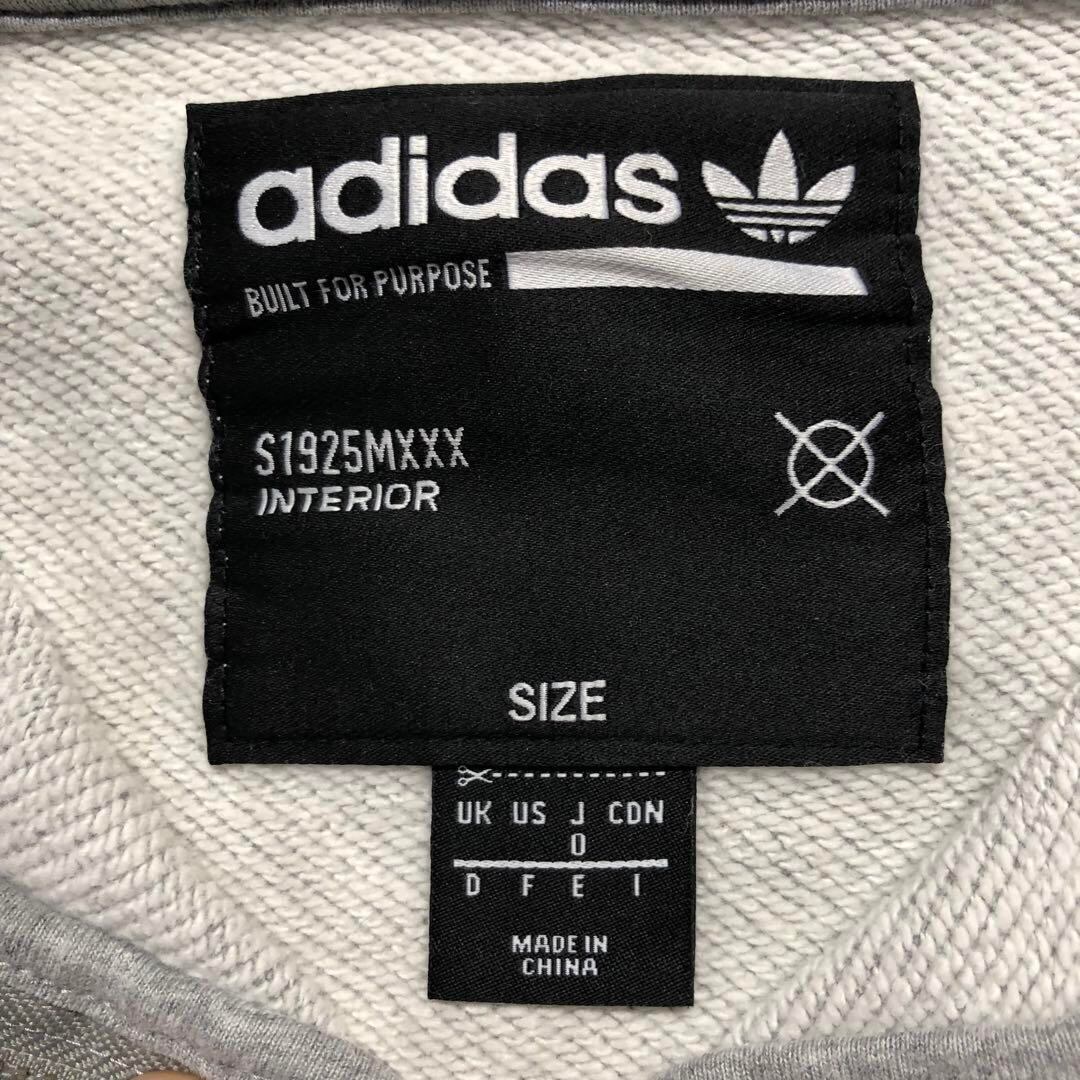 adidas
BUILT FOR PURPOSE
S1925MXXX
INTERIOR
SIZE
UK US J CDN
O
D F E I
MADE IN
CHINA